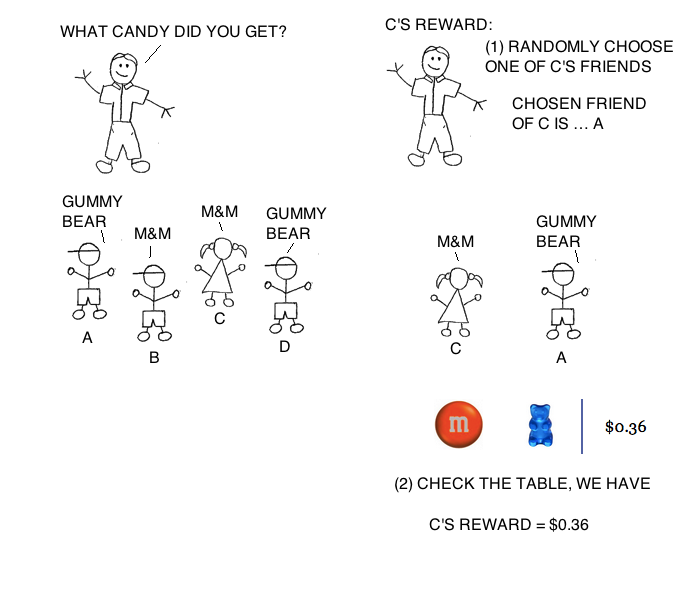 WHAT CANDY DID YOU GET?
GUMMY
BEAR
M&M
M&M
GUMMY
BEAR
A
B
C
D
C'S REWARD:
(1) RANDOMLY CHOOSE
ONE OF C'S FRIENDS
CHOSEN FRIEND
OF C IS ... A
M&M
GUMMY
BEAR
C
A
m
$0.36
(2) CHECK THE TABLE, WE HAVE
C'S REWARD = $0.36